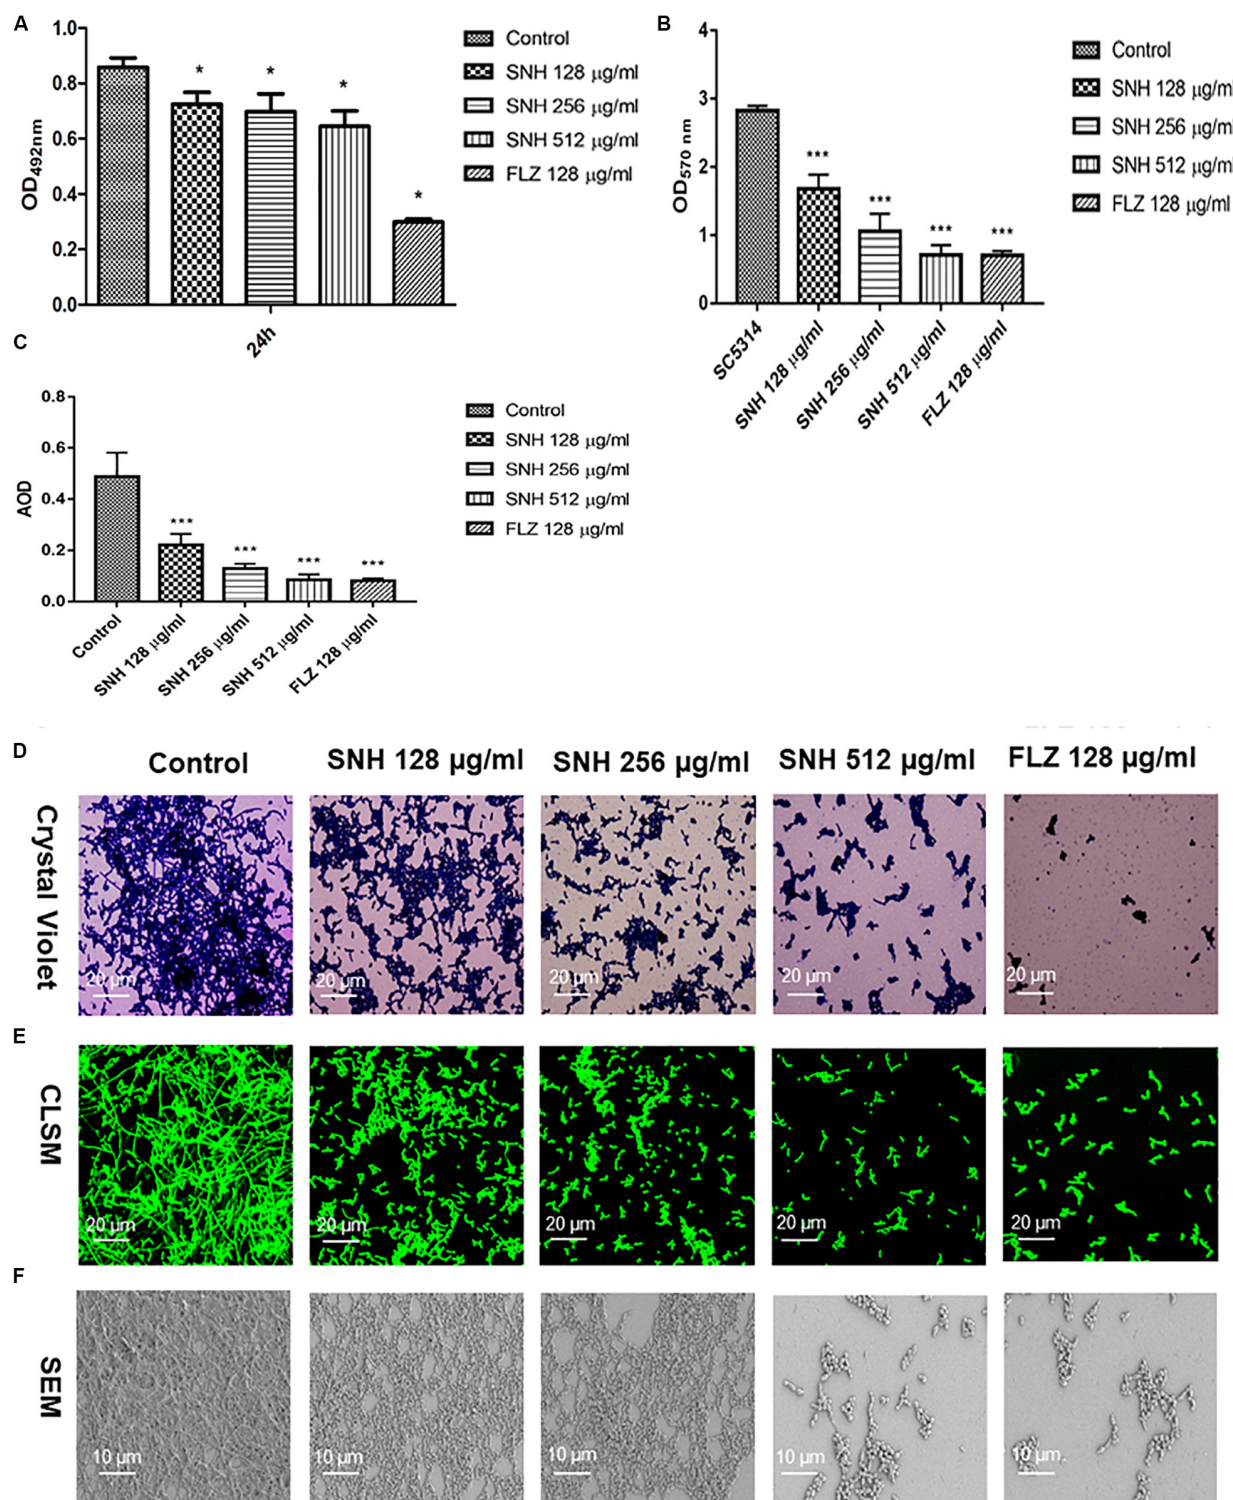 A
1.0
0.8
0.6
0.4
0.2
0.0
OD492nm
* * * *
24h
Control
SNH 128 μg/ml
SNH 256 μg/ml
SNH 512 μg/ml
FLZ 128 μg/ml
B
4
3
2
1
0
OD570 nm
*** *** *** ***
SC5314
SNH 128 μg/ml
SNH 256 μg/ml
SNH 512 μg/ml
FLZ 128 μg/ml
Control
SNH 128 μg/ml
SNH 256 μg/ml
SNH 512 μg/ml
FLZ 128 μg/ml
C
0.8
0.6
0.4
0.2
0.0
AOD
*** *** *** ***
Control
SNH 128 μg/ml
SNH 256 μg/ml
SNH 512 μg/ml
FLZ 128 μg/ml
Control
SNH 128 μg/ml
SNH 256 μg/ml
SNH 512 μg/ml
FLZ 128 μg/ml
D
Control
SNH 128 μg/ml
SNH 256 μg/ml
SNH 512 μg/ml
FLZ 128 μg/ml
Crystal Violet
20 μm
20 μm
20 μm
20 μm
20 μm
E
CLSM
20 μm
20 μm
20 μm
20 μm
20 μm
F
SEM
10 μm
10 μm
10 μm
10 μm
10 μm